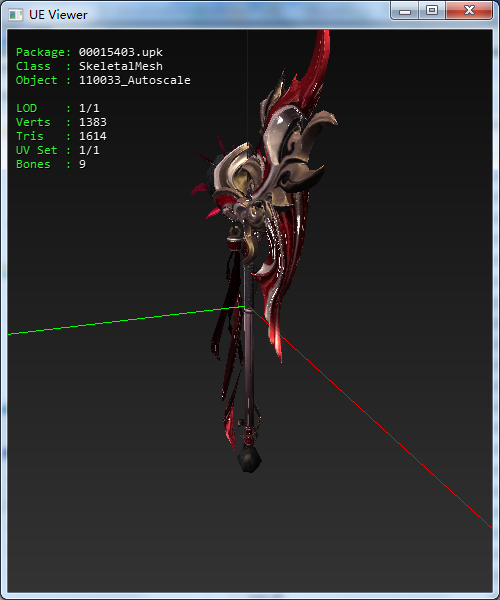 UE Viewer
Package: 00015403.upk
Class : SkeletalMesh
Object : 110033_Autoscale
LOD : 1/1
Verts : 1383
Tris : 1614
UV Set : 1/1
Bones : 9